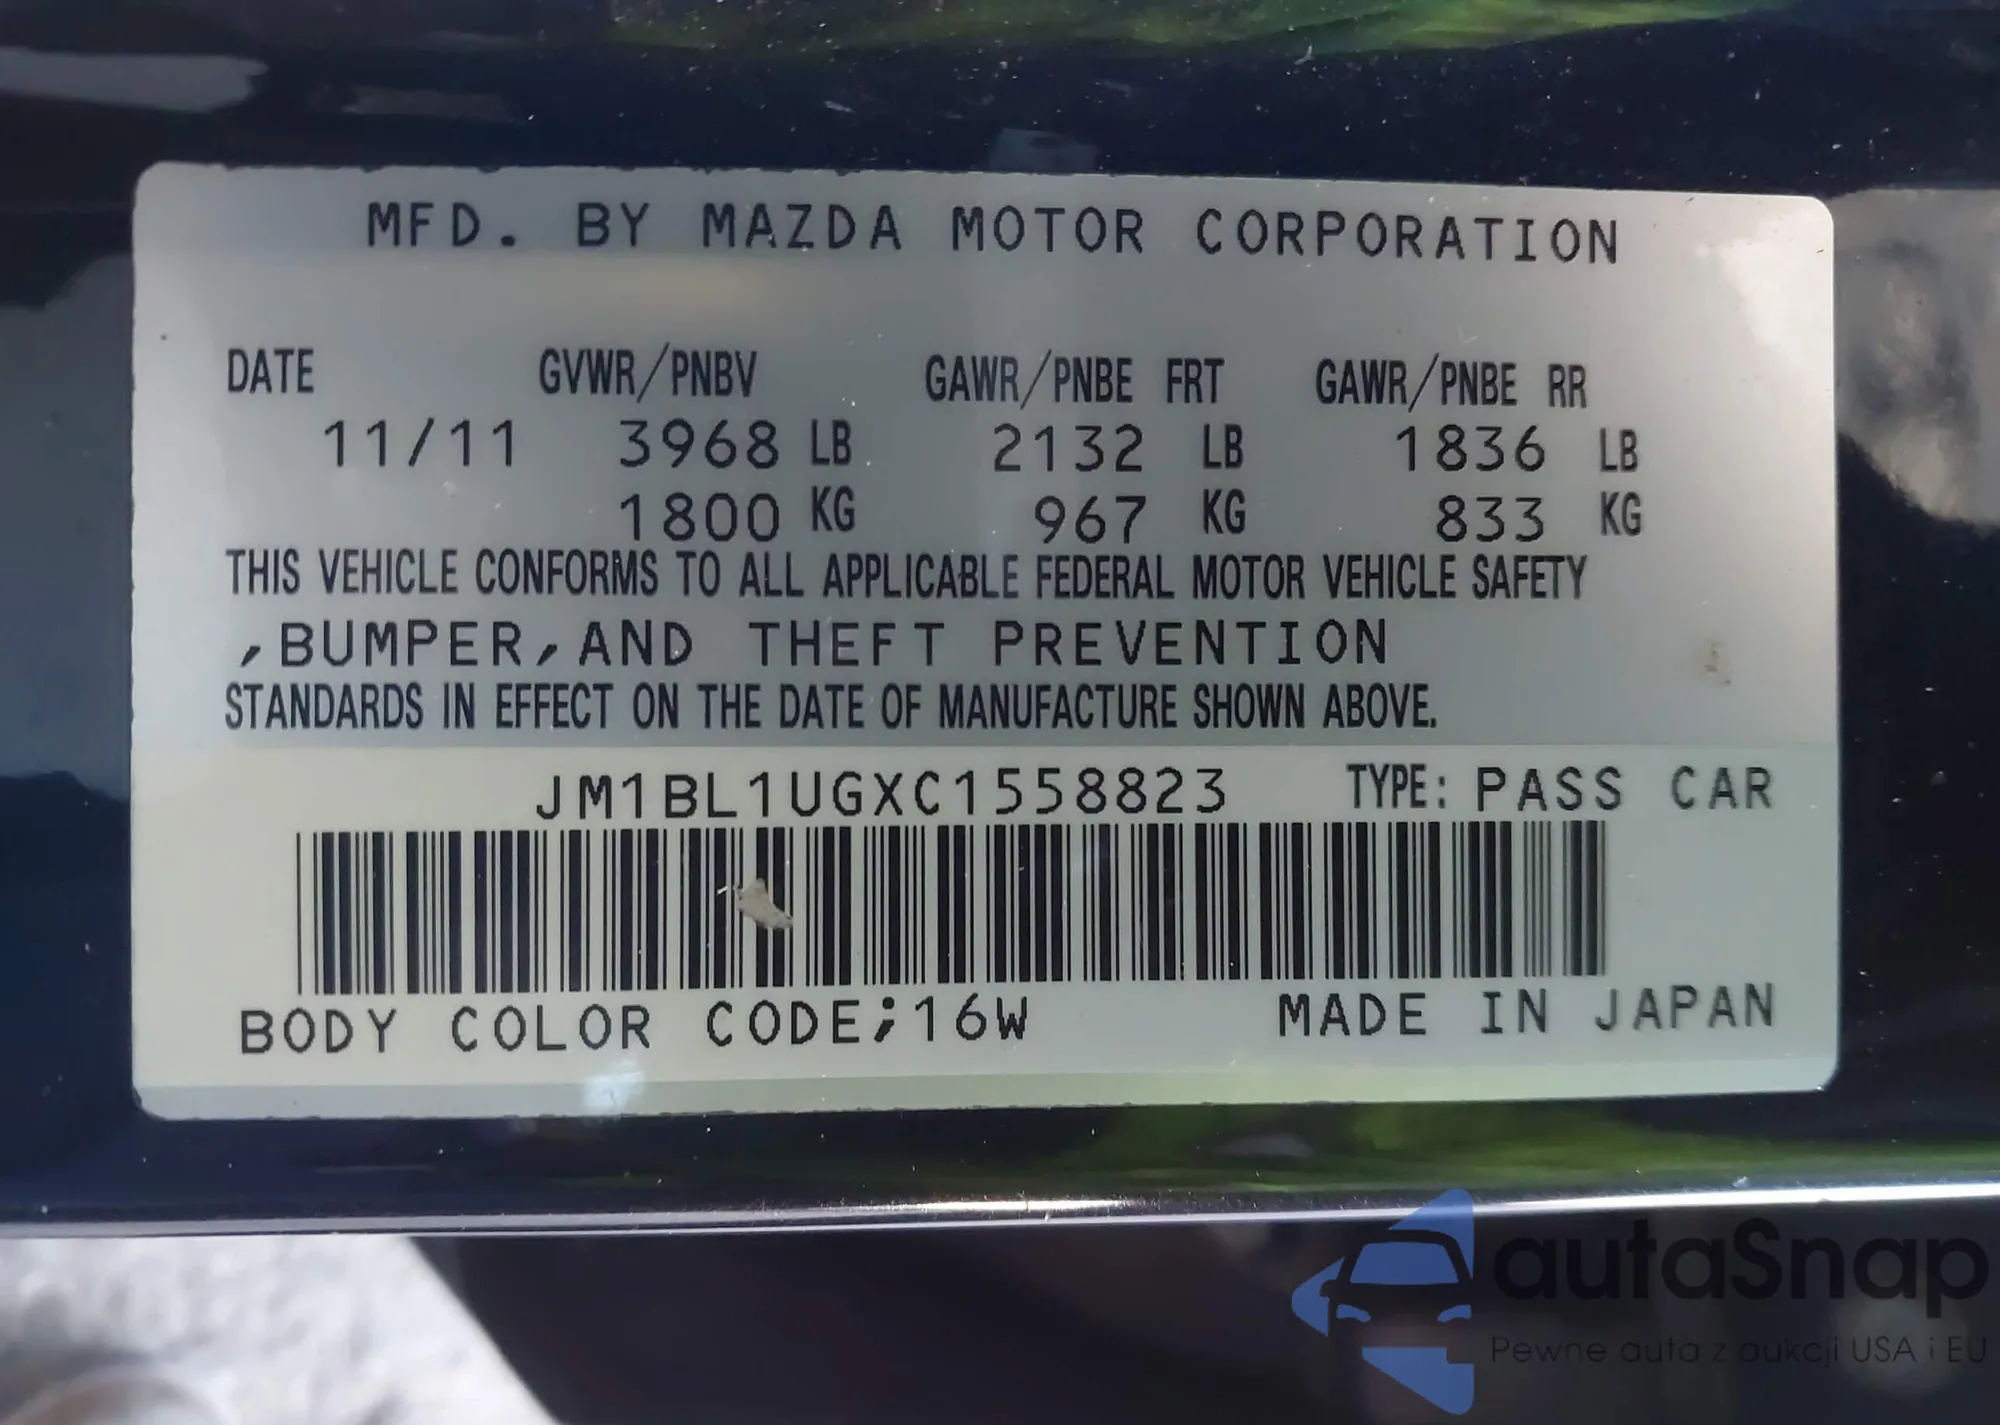 MFD. BY MAZDA MOTOR CORPORATION
DATE GVWR/PNBV GAWR/PNBE FRT GAWR/PNBE RR
11/11 3968 LB 2132 LB 1836 LB
1800 KG 967 KG 833 KG
THIS VEHICLE CONFORMS TO ALL APPLICABLE FEDERAL MOTOR VEHICLE SAFETY
,BUMPER,AND THEFT PREVENTION
STANDARDS IN EFFECT ON THE DATE OF MANUFACTURE SHOWN ABOVE.
JM1BL1UGXC1558823 TYPE: PASS CAR
BODY COLOR CODE;16W MADE IN JAPAN
autaSnap
Pewne auta z aukcji USA i EU